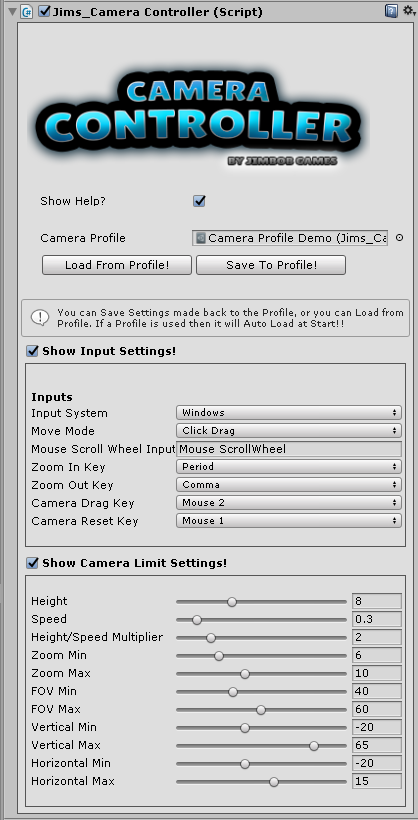 Jims_Camera Controller (Script)
CAMERA
CONTROLLER
BY JIMBOB GAMES
Show Help?
Camera Profile
Camera Profile Demo (Jims_Ca
Load From Profile!
Save To Profile!
You can Save Settings made back to the Profile, or you can Load from
Profile. If a Profile is used then it will Auto Load at Start!!
Show Input Settings!
Inputs
Input System Windows
Move Mode Click Drag
Mouse Scroll Wheel Input Mouse ScrollWheel
Zoom In Key Period
Zoom Out Key Comma
Camera Drag Key Mouse 2
Camera Reset Key Mouse 1
Show Camera Limit Settings!
Height 8
Speed 0.3
Height/Speed Multiplier 2
Zoom Min 6
Zoom Max 10
FOV Min 40
FOV Max 60
Vertical Min -20
Vertical Max 65
Horizontal Min -20
Horizontal Max 15